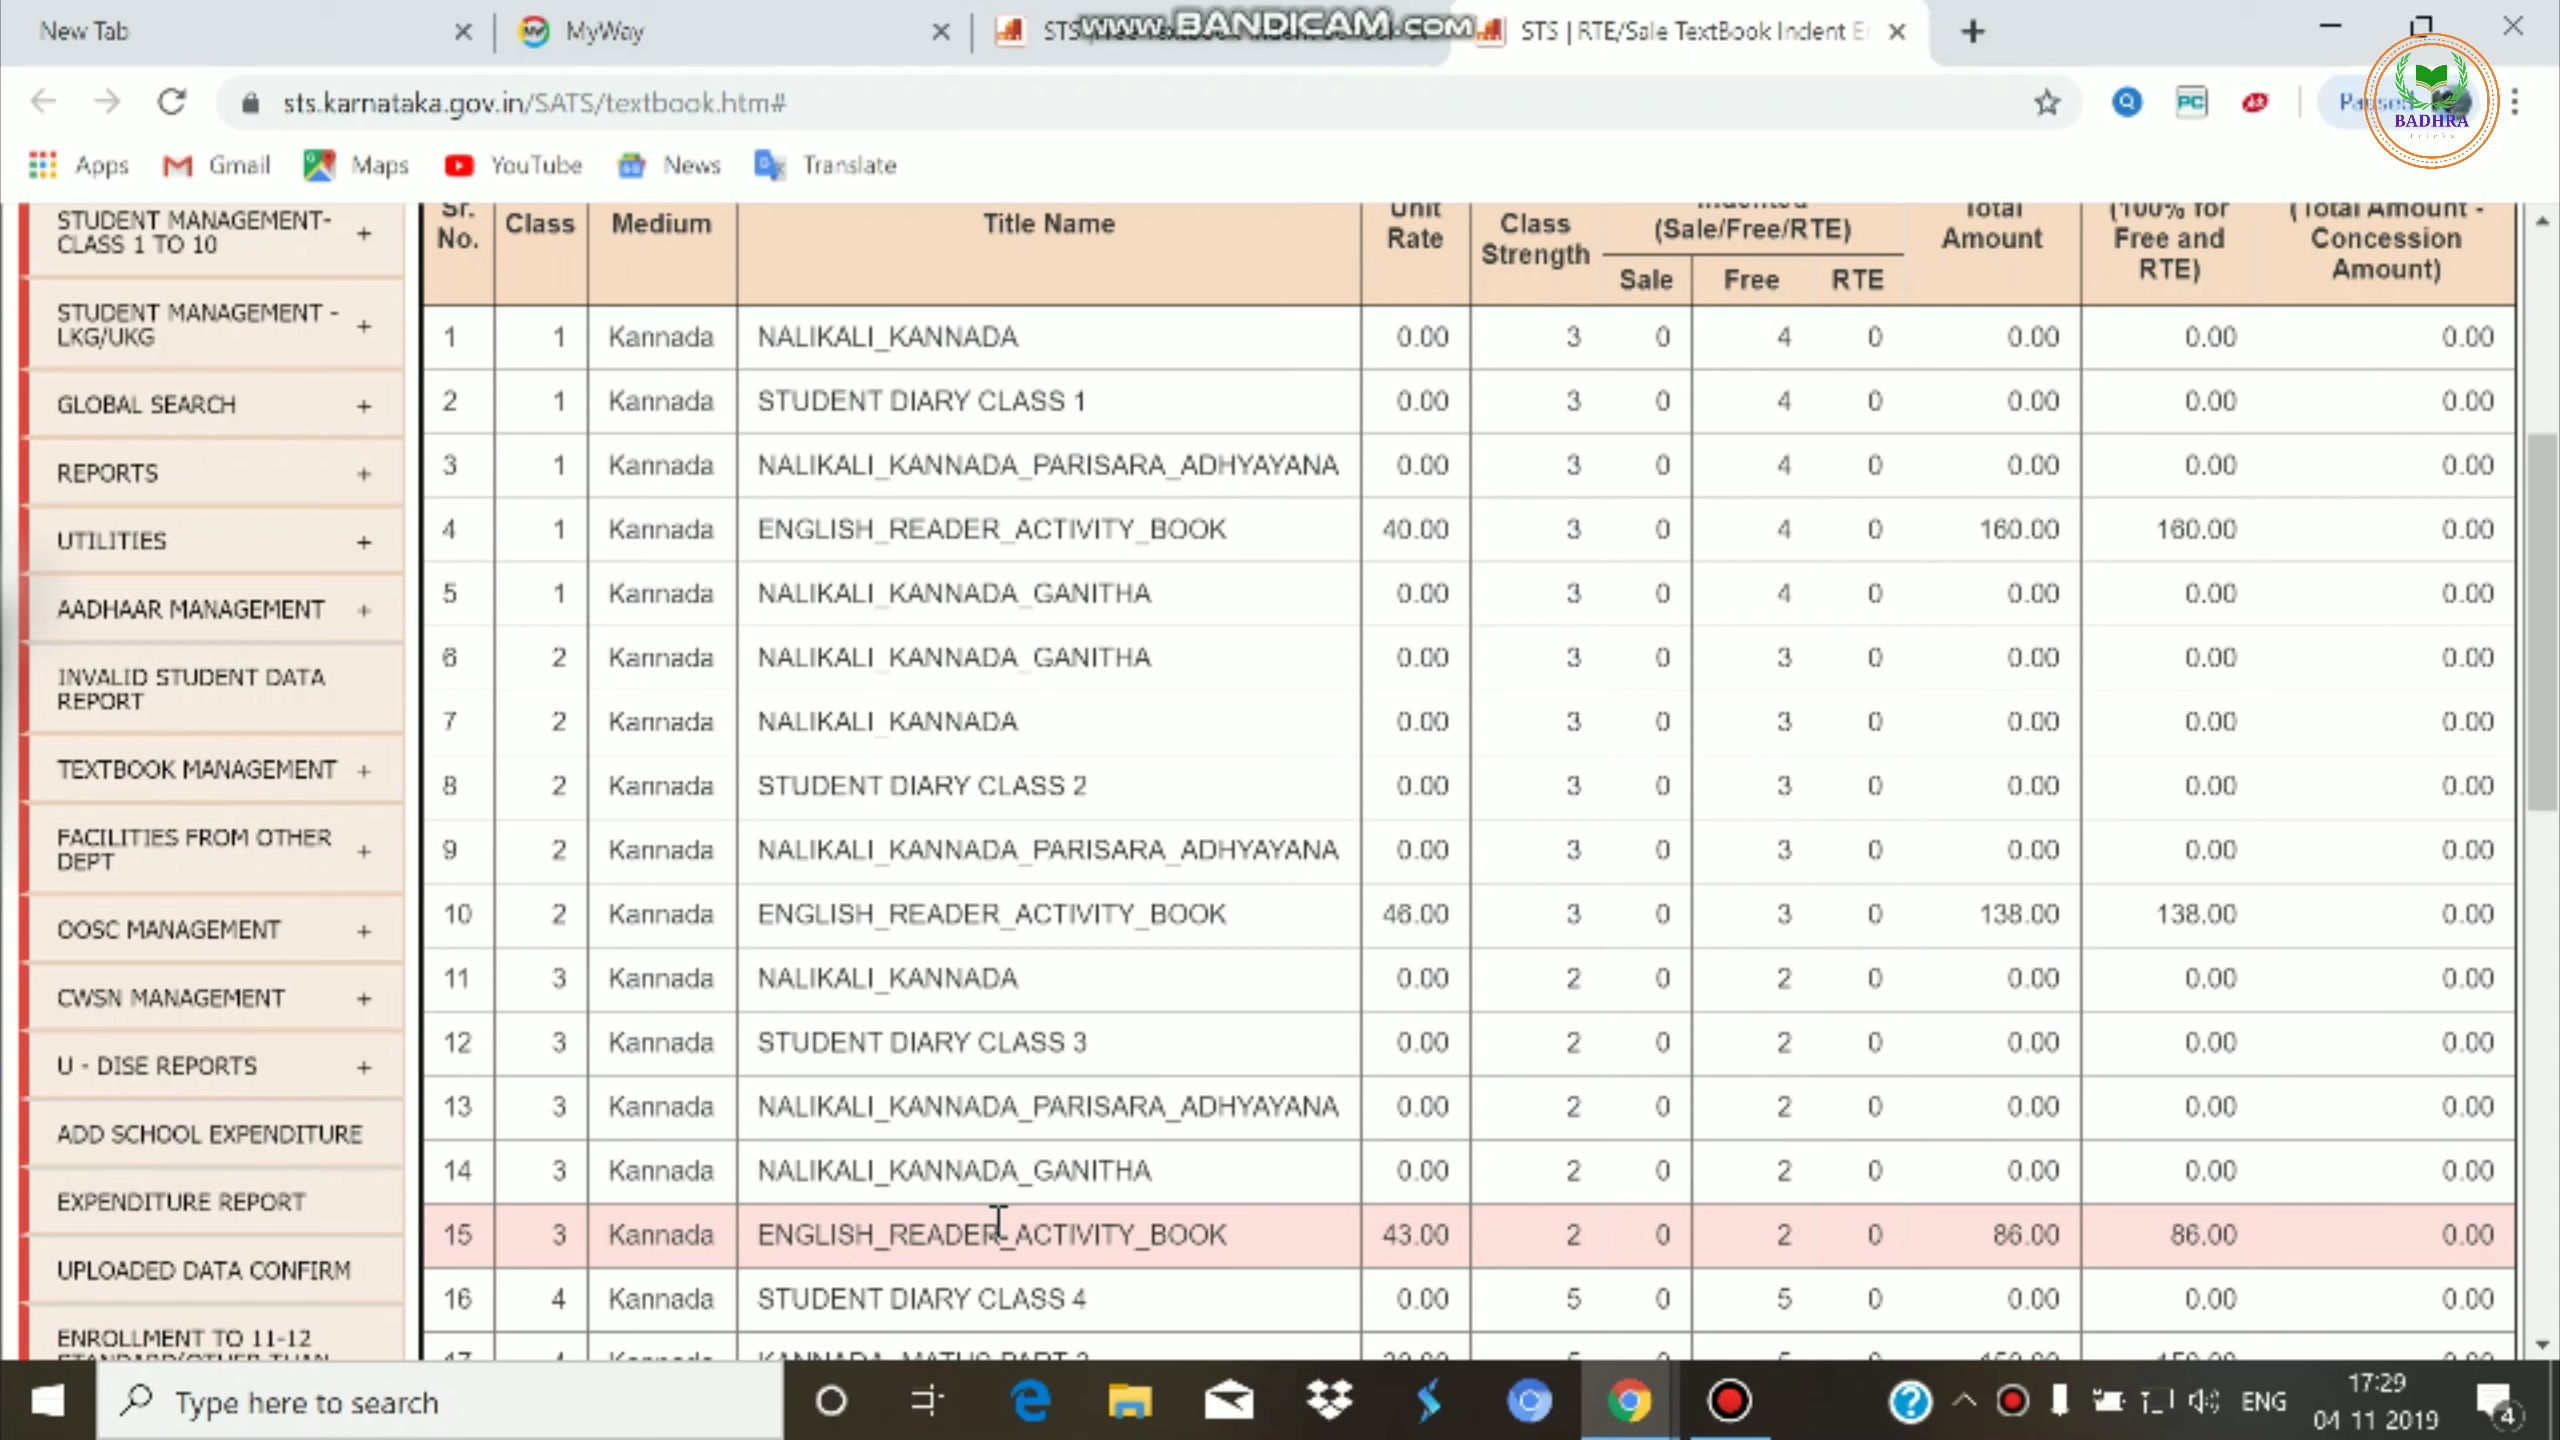 New Tab
MyWay
www.BANDICAM.com
STS | RTE/Sale TextBook Indent
sts.karnataka.gov.in/SATS/textbook.htm#
BADHRA
Apps Gmail Maps YouTube News Translate
STUDENT MANAGEMENT-
CLASS 1 TO 10 +
STUDENT MANAGEMENT -
LKG/UKG +
GLOBAL SEARCH +
REPORTS +
UTILITIES +
AADHAAR MANAGEMENT +
INVALID STUDENT DATA
REPORT
TEXTBOOK MANAGEMENT +
FACILITIES FROM OTHER
DEPT +
OOSC MANAGEMENT +
CWSN MANAGEMENT +
U - DISE REPORTS +
ADD SCHOOL EXPENDITURE
EXPENDITURE REPORT
UPLOADED DATA CONFIRM
ENROLLMENT TO 11-12
Sr. No. Class Medium Title Name Unit Rate Class Strength (Sale/Free/RTE) Total Amount (100% for Free and RTE) (Total Amount - Concession Amount)
Sale Free RTE
1 1 Kannada NALIKALI_KANNADA 0.00 3 0 4 0 0.00 0.00 0.00
2 1 Kannada STUDENT DIARY CLASS 1 0.00 3 0 4 0 0.00 0.00 0.00
3 1 Kannada NALIKALI_KANNADA_PARISARA_ADHYAYANA 0.00 3 0 4 0 0.00 0.00 0.00
4 1 Kannada ENGLISH_READER_ACTIVITY_BOOK 40.00 3 0 4 0 160.00 160.00 0.00
5 1 Kannada NALIKALI_KANNADA_GANITHA 0.00 3 0 4 0 0.00 0.00 0.00
6 2 Kannada NALIKALI_KANNADA_GANITHA 0.00 3 0 3 0 0.00 0.00 0.00
7 2 Kannada NALIKALI_KANNADA 0.00 3 0 3 0 0.00 0.00 0.00
8 2 Kannada STUDENT DIARY CLASS 2 0.00 3 0 3 0 0.00 0.00 0.00
9 2 Kannada NALIKALI_KANNADA_PARISARA_ADHYAYANA 0.00 3 0 3 0 0.00 0.00 0.00
10 2 Kannada ENGLISH_READER_ACTIVITY_BOOK 46.00 3 0 3 0 138.00 138.00 0.00
11 3 Kannada NALIKALI_KANNADA 0.00 2 0 2 0 0.00 0.00 0.00
12 3 Kannada STUDENT DIARY CLASS 3 0.00 2 0 2 0 0.00 0.00 0.00
13 3 Kannada NALIKALI_KANNADA_PARISARA_ADHYAYANA 0.00 2 0 2 0 0.00 0.00 0.00
14 3 Kannada NALIKALI_KANNADA_GANITHA 0.00 2 0 2 0 0.00 0.00 0.00
15 3 Kannada ENGLISH_READER_ACTIVITY_BOOK 43.00 2 0 2 0 86.00 86.00 0.00
16 4 Kannada STUDENT DIARY CLASS 4 0.00 5 0 5 0 0.00 0.00 0.00
Type here to search
ENG
17:29
04 11 2019
4